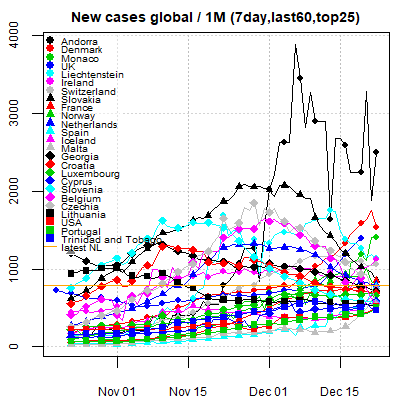 New cases global / 1M (7day,last60,top25)
4000
3000
2000
1000
0
Andorra
Denmark
Monaco
UK
Liechtenstein
Ireland
Switzerland
Slovakia
France
Norway
Netherlands
Spain
Iceland
Malta
Georgia
Croatia
Luxembourg
Cyprus
Slovenia
Belgium
Czechia
Lithuania
USA
Portugal
Trinidad and Tobago
latest NL
Nov 01
Nov 15
Dec 01
Dec 15